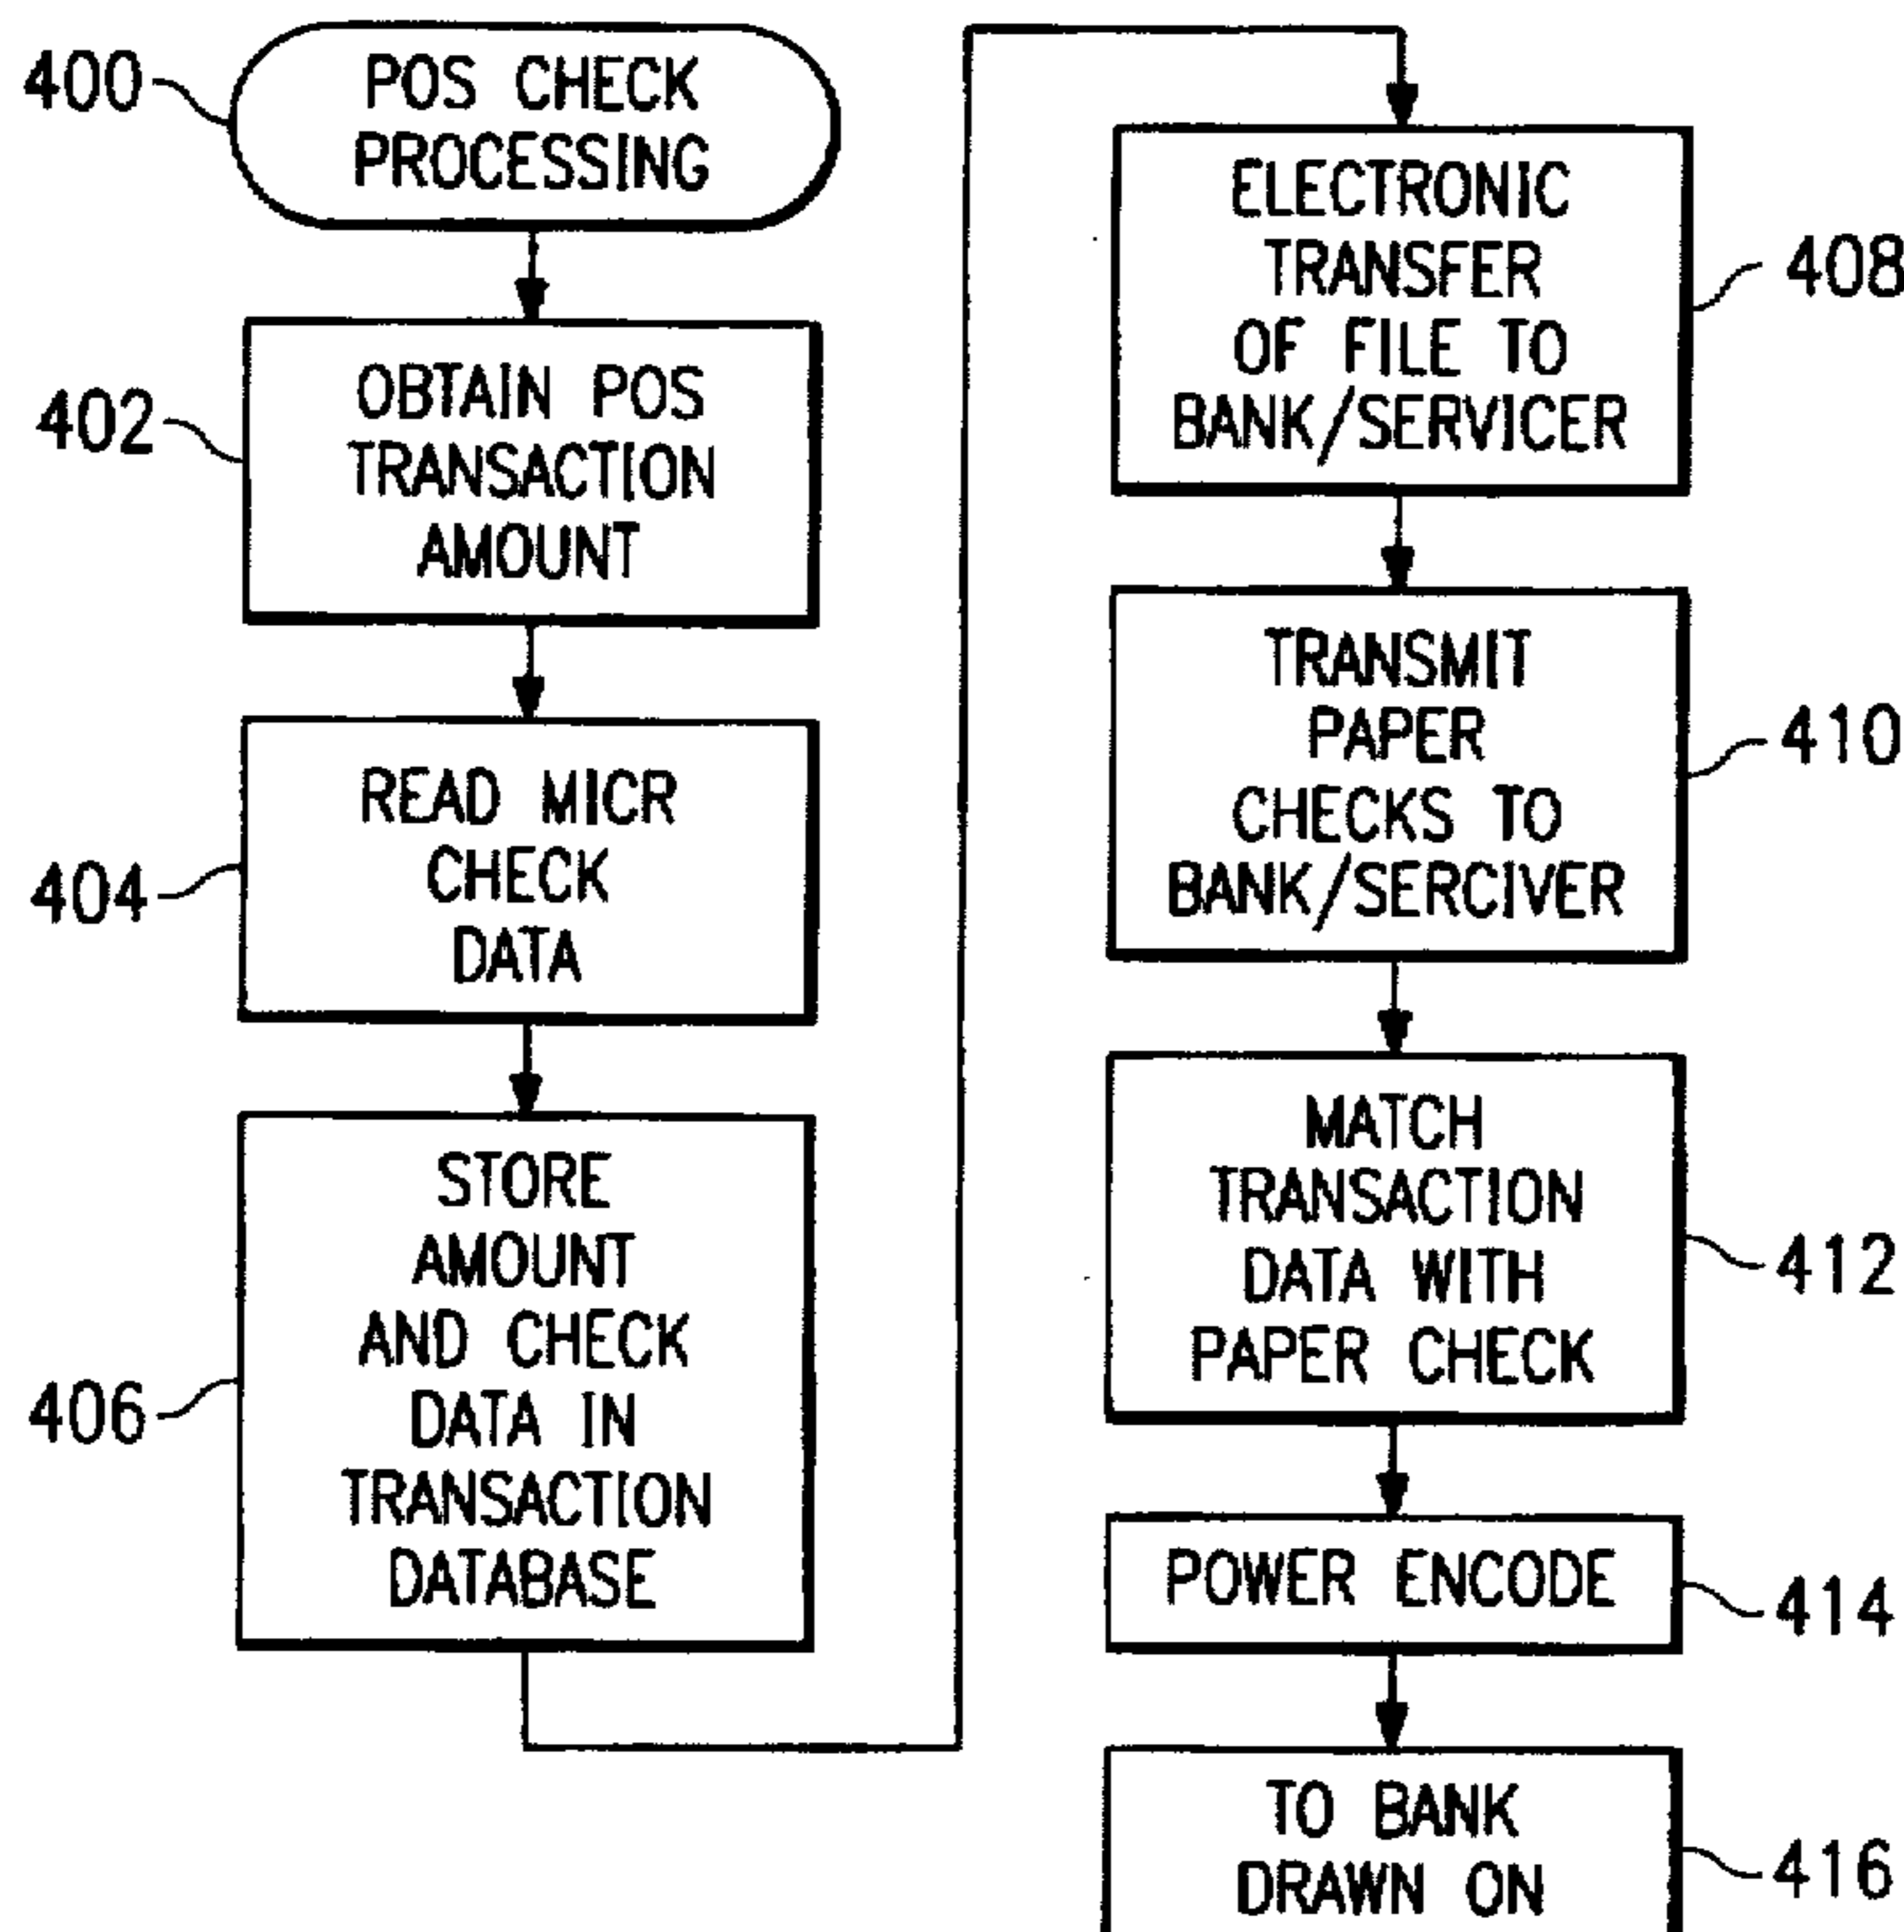 400
POS CHECK
PROCESSING
402
OBTAIN POS
TRANSACTION
AMOUNT
404
READ MICR
CHECK
DATA
406
STORE
AMOUNT
AND CHECK
DATA IN
TRANSACTION
DATABASE
ELECTRONIC
TRANSFER
OF FILE TO
BANK/SERVICER
408
TRANSMIT
PAPER
CHECKS TO
BANK/SERCIVER
410
MATCH
TRANSACTION
DATA WITH
PAPER CHECK
412
POWER ENCODE
414
TO BANK
DRAWN ON
416